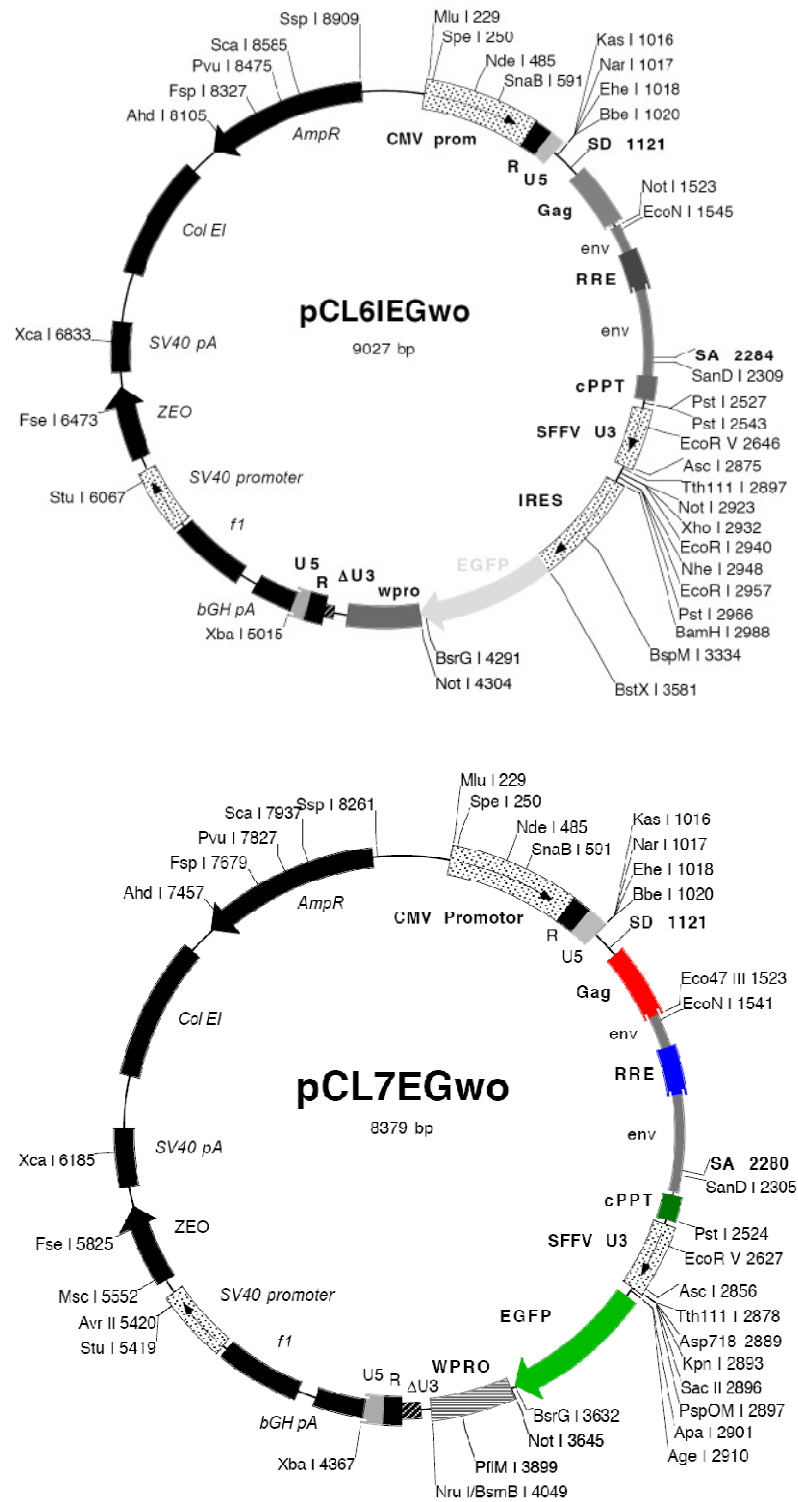 Ssp I 8909
Sca I 8585
Pvu I 8475
Fsp I 8327
Ahd I 8105
AmpR
Mlu I 229
Spe I 250
Nde I 485
SnaB I 591
CMV prom
R
U5
Kas I 1016
Nar I 1017
Ehe I 1018
Bbe I 1020
SD 1121
Gag
Not I 1523
EcoN I 1545
env
RRE
env
SA 2284
SanD I 2309
cPPT
Pst I 2527
Pst I 2543
SFFV U3
EcoR V 2646
Asc I 2875
Tth111 I 2897
Not I 2923
Xho I 2932
EcoR I 2940
Nhe I 2948
EcoR I 2957
Pst I 2966
BamH I 2988
IRES
BspM I 3334
BstX I 3581
EGFP
BsrG I 4291
Not I 4304
wpro
ΔU3
R
U5
Xba I 5015
bGH pA
f1
SV40 promoter
Stu I 6067
ZEO
Fse I 6473
SV40 pA
Xca I 6833
Col EI
pCL6IEGwo
9027 bp
Ssp I 8261
Sca I 7937
Pvu I 7827
Fsp I 7679
Ahd I 7457
AmpR
Mlu I 229
Spe I 250
Nde I 485
SnaB I 591
CMV Promotor
R
U5
Kas I 1016
Nar I 1017
Ehe I 1018
Bbe I 1020
SD 1121
Gag
Eco47 III 1523
EcoN I 1541
env
RRE
env
SA 2280
SanD I 2305
cPPT
Pst I 2524
SFFV U3
EcoR V 2627
Asc I 2856
Tth111 I 2878
Asp718 2889
Kpn I 2893
Sac II 2896
PspOM I 2897
Apa I 2901
Age I 2910
EGFP
BsrG I 3632
Not I 3645
WPRO
PflM I 3899
Nru I/BsmB I 4049
ΔU3
R
U5
Xba I 4367
bGH pA
f1
SV40 promoter
Stu I 5419
Avr II 5420
Msc I 5552
ZEO
Fse I 5825
SV40 pA
Xca I 6185
Col EI
pCL7EGwo
8379 bp